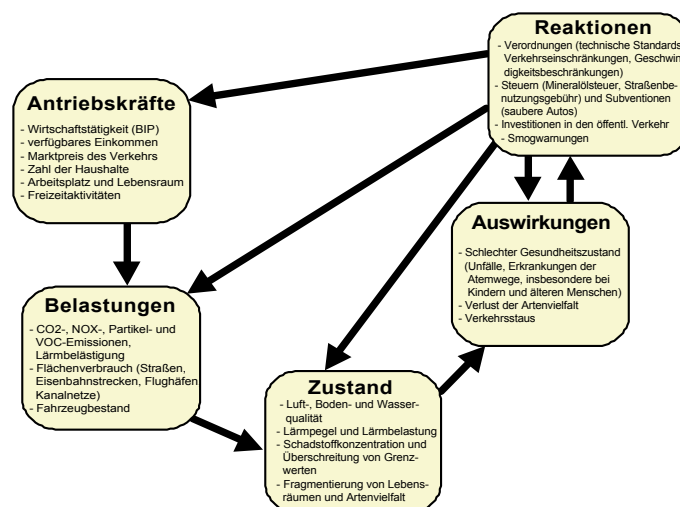 Reaktionen
- Verordnungen (technische Standards
Verkehrseinschränkungen, Geschwin
digkeitsbeschränkungen)
- Steuern (Mineralölsteuer, Straßenbe-
nutzungsgebühr) und Subventionen
(saubere Autos)
- Investitionen in den öffentl. Verkehr
- Smogwarnungen
Antriebskräfte
- Wirtschaftstätigkeit (BIP)
- verfügbares Einkommen
- Marktpreis des Verkehrs
- Zahl der Haushalte
- Arbeitsplatz und Lebensraum
- Freizeitaktivitäten
Auswirkungen
- Schlechter Gesundheitszustand
(Unfälle, Erkrankungen der
Atemwege, insbesondere bei
Kindern und älteren Menschen)
- Verlust der Artenvielfalt
- Verkehrsstaus
Belastungen
- CO2-, NOX-, Partikel- und
VOC-Emissionen,
Lärmbelästigung
- Flächenverbrauch (Straßen,
Eisenbahnstrecken, Flughäfen
Kanalnetze)
- Fahrzeugbestand
Zustand
- Luft-, Boden- und Wasser-
qualität
- Lärmpegel und Lärmbelastung
- Schadstoffkonzentration und
Überschreitung von Grenz-
werten
- Fragmentierung von Lebens-
räumen und Artenvielfalt